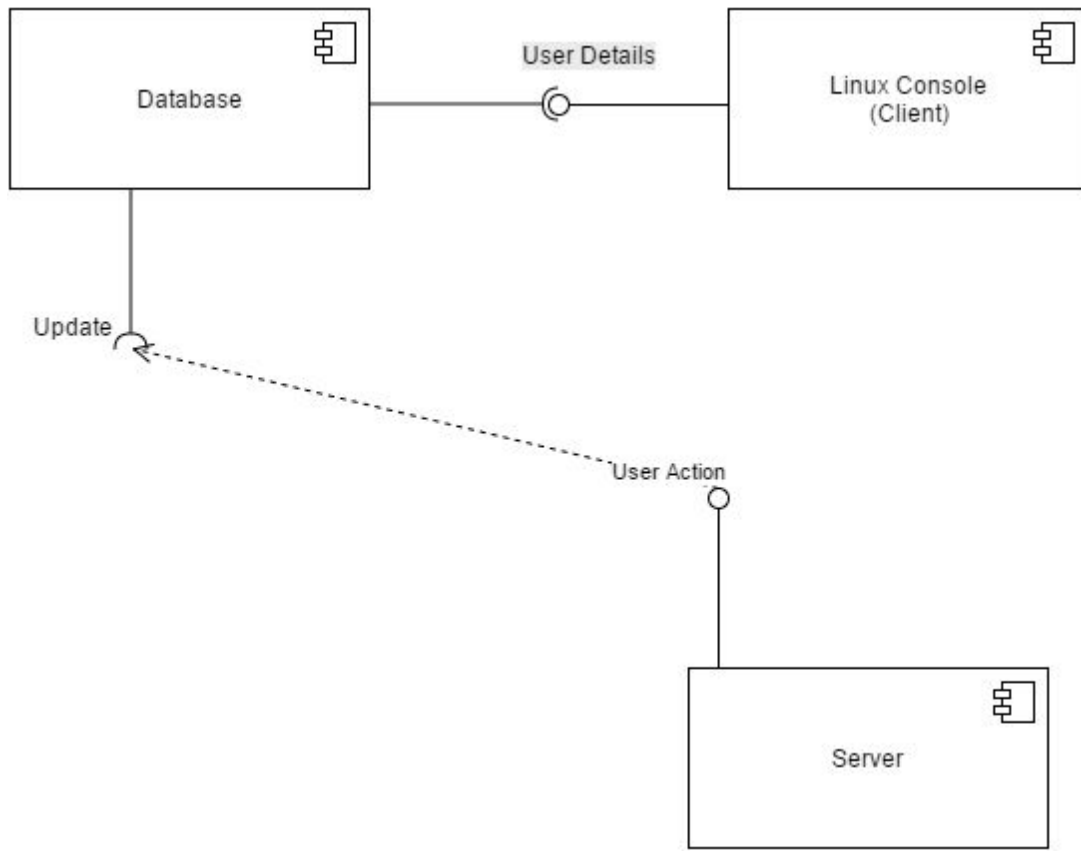 User Details
Database
Linux Console
(Client)
Update
User Action
Server